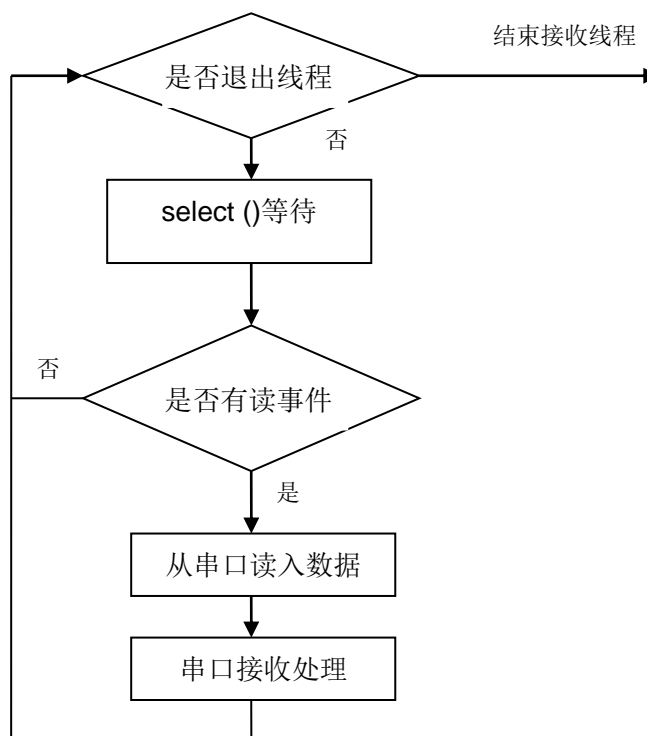 结束接收线程
是否退出线程
否
select ()等待
否
是否有读事件
是
从串口读入数据
串口接收处理